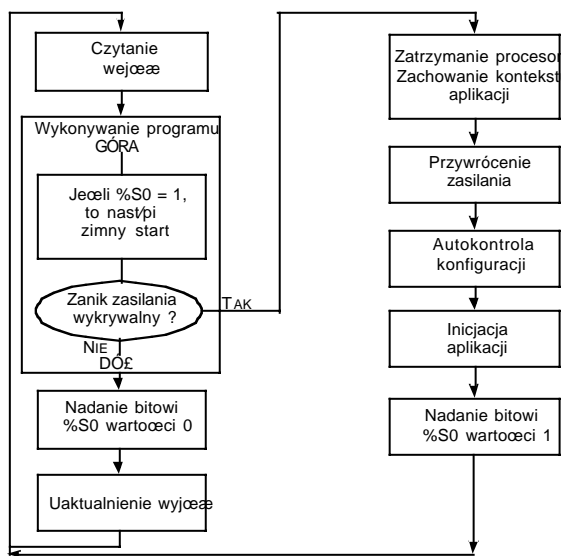 Czytanie
wejœæ
Wykonywanie programu
GÓRA
Jeœli %S0 = 1,
to nast⁄pi
zimny start
Zanik zasilania
wykrywalny ?
TAK
NIE
DÓ£
Nadanie bitowi
%S0 wartoœci 0
Uaktualnienie wyjœæ
Zatrzymanie procesor
Zachowanie kontekst
aplikacji
Przywrócenie
zasilania
Autokontrola
konfiguracji
Inicjacja
aplikacji
Nadanie bitowi
%S0 wartoœci 1